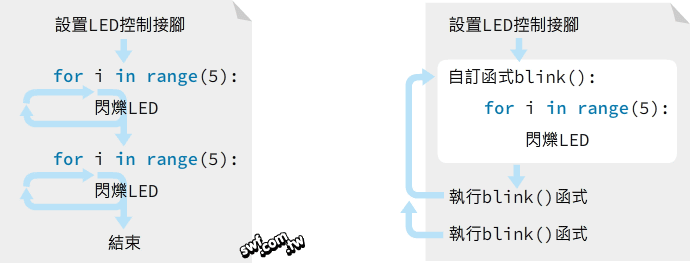 設置LED控制接腳
for i in range(5):
閃爍LED
for i in range(5):
閃爍LED
結束
swf.com.tw
設置LED控制接腳
自訂函式blink():
for i in range(5):
閃爍LED
執行blink()函式
執行blink()函式